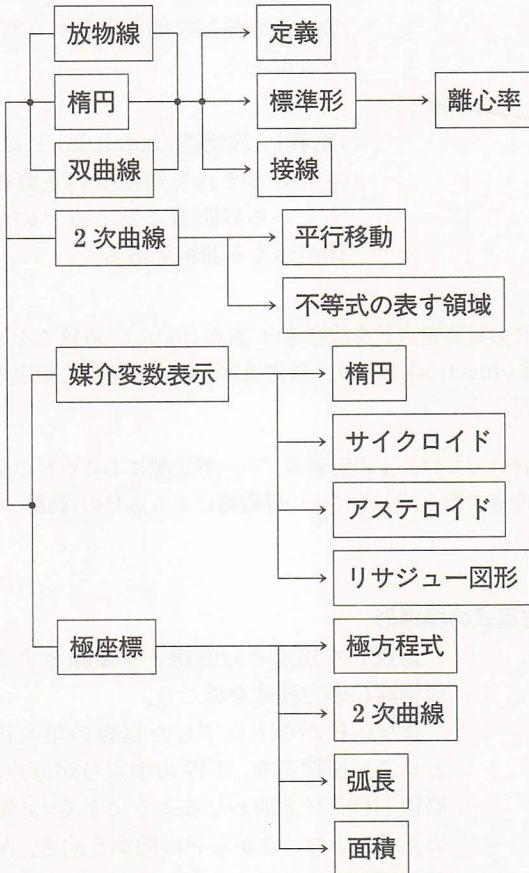 放物線
定義
楕円
標準形
離心率
双曲線
接線
2次曲線
平行移動
不等式の表す領域
媒介変数表示
楕円
サイクロイド
アステロイド
リサジュー図形
極座標
極方程式
2次曲線
弧長
面積